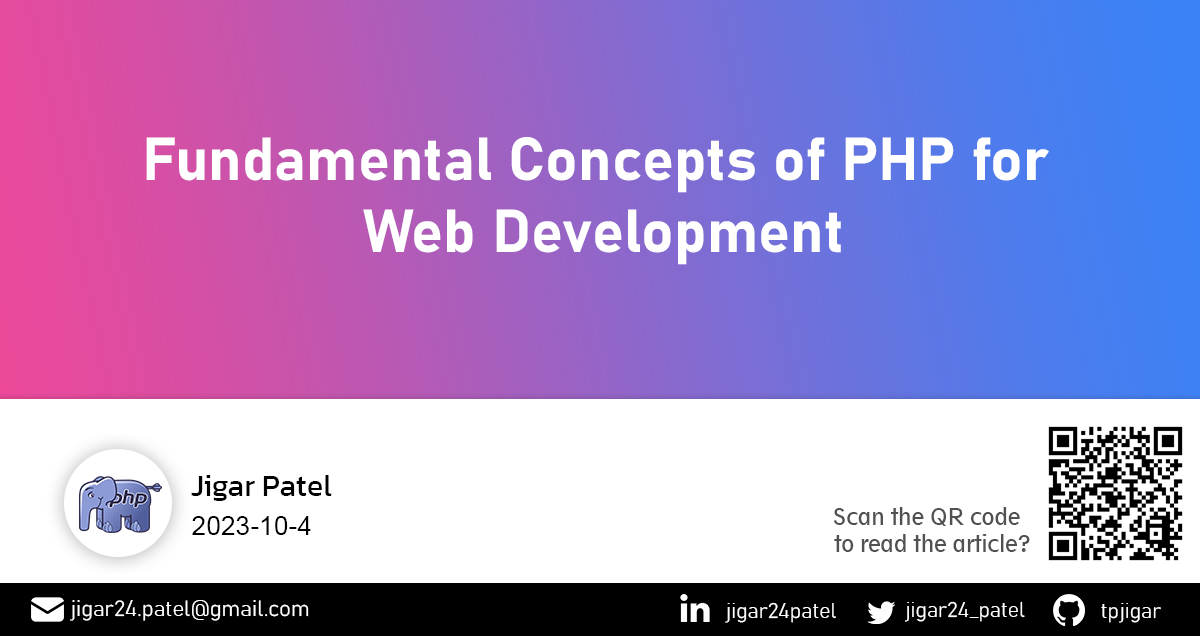 Fundamental Concepts of PHP for
Web Development
php
Jigar Patel
2023-10-4
Scan the QR code
to read the article?
jigar24.patel@gmail.com
in jigar24patel
jigar24_patel
tpjigar